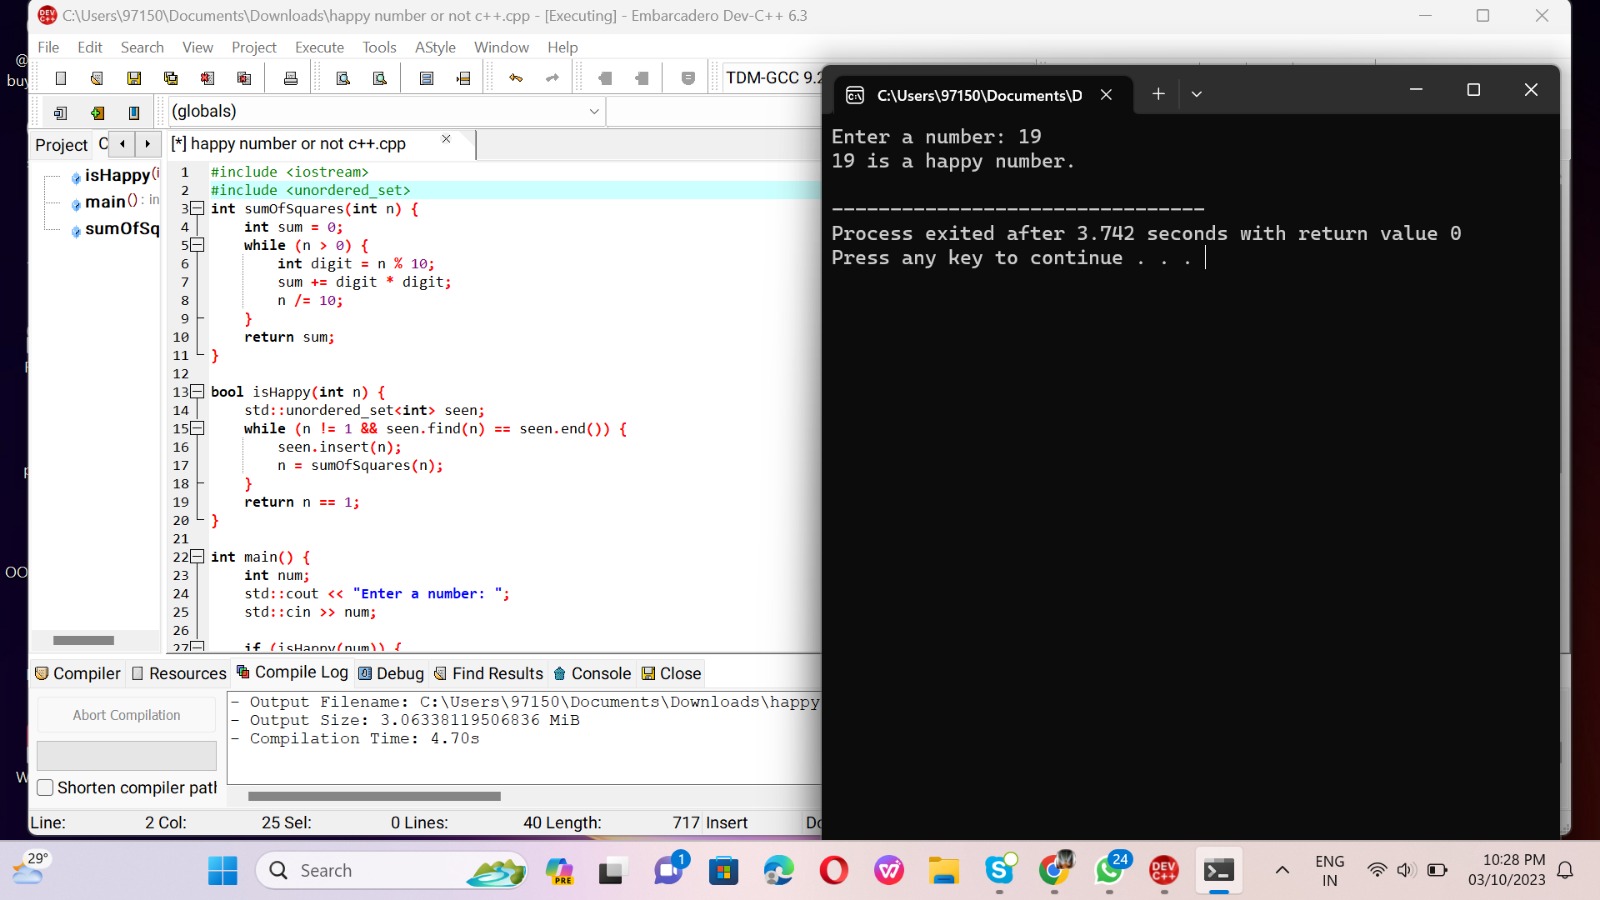 C:\Users\97150\Documents\Downloads\happy number or not c++.cpp - [Executing] - Embarcadero Dev-C++ 6.3
File Edit Search View Project Execute Tools AStyle Window Help
TDM-GCC 9.2
(globals)
Project
[*] happy number or not c++.cpp
isHappy
main() : in
sumOfSq
1 #include <iostream>
2 #include <unordered_set>
3 int sumOfSquares(int n) {
4 int sum = 0;
5 while (n > 0) {
6 int digit = n % 10;
7 sum += digit * digit;
8 n /= 10;
9 }
10 return sum;
11 }
12
13 bool isHappy(int n) {
14 std::unordered_set<int> seen;
15 while (n != 1 && seen.find(n) == seen.end()) {
16 seen.insert(n);
17 n = sumOfSquares(n);
18 }
19 return n == 1;
20 }
21
22 int main() {
23 int num;
24 std::cout << "Enter a number: ";
25 std::cin >> num;
26
27 if (isHappy(num)) {
C:\Users\97150\Documents\D
Enter a number: 19
19 is a happy number.
--------------------------------
Process exited after 3.742 seconds with return value 0
Press any key to continue . . .
Compiler Resources Compile Log Debug Find Results Console Close
Abort Compilation
Shorten compiler path
- Output Filename: C:\Users\97150\Documents\Downloads\happy
- Output Size: 3.06338119506836 MiB
- Compilation Time: 4.70s
Line: 2 Col: 25 Sel: 0 Lines: 40 Length: 717 Insert
29°
Search
PRE
1
24
DEV C++
ENG
IN
10:28 PM
03/10/2023